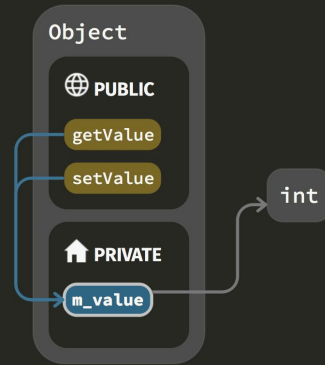 Object
PUBLIC
getValue
setValue
int
PRIVATE
m_value